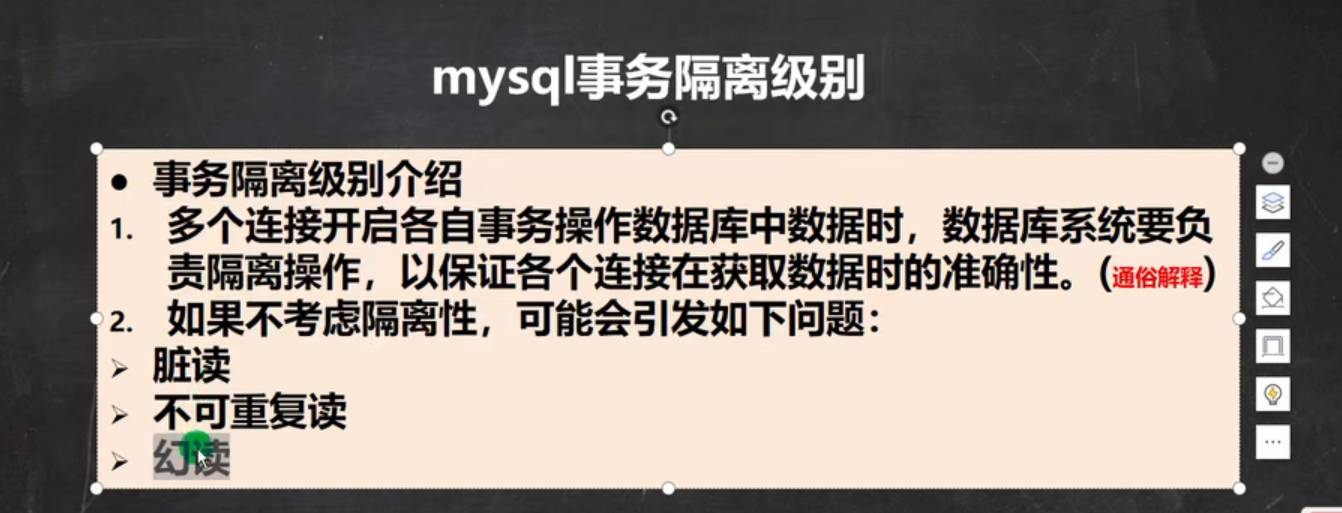 mysql事务隔离级别
● 事务隔离级别介绍
1. 多个连接开启各自事务操作数据库中数据时，数据库系统要负
责隔离操作，以保证各个连接在获取数据时的准确性。(通俗解释)
2. 如果不考虑隔离性，可能会引发如下问题：
➢ 脏读
➢ 不可重复读
➢ 幻读